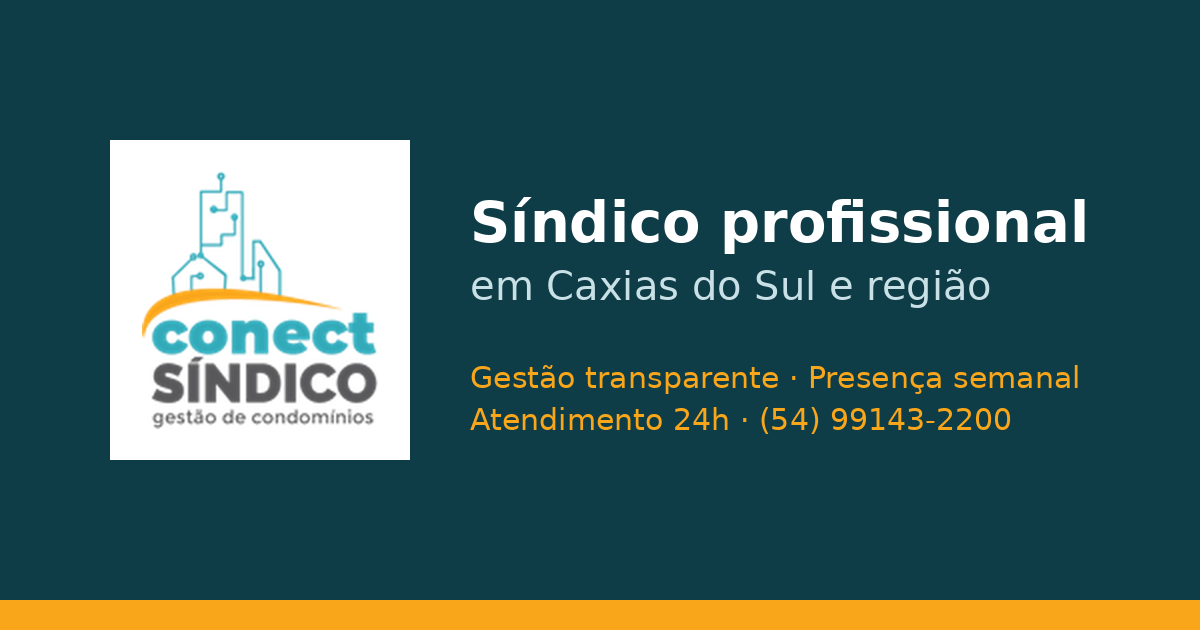 conect
SÍNDICO
gestão de condomínios
Síndico profissional
em Caxias do Sul e região
Gestão transparente · Presença semanal
Atendimento 24h · (54) 99143-2200